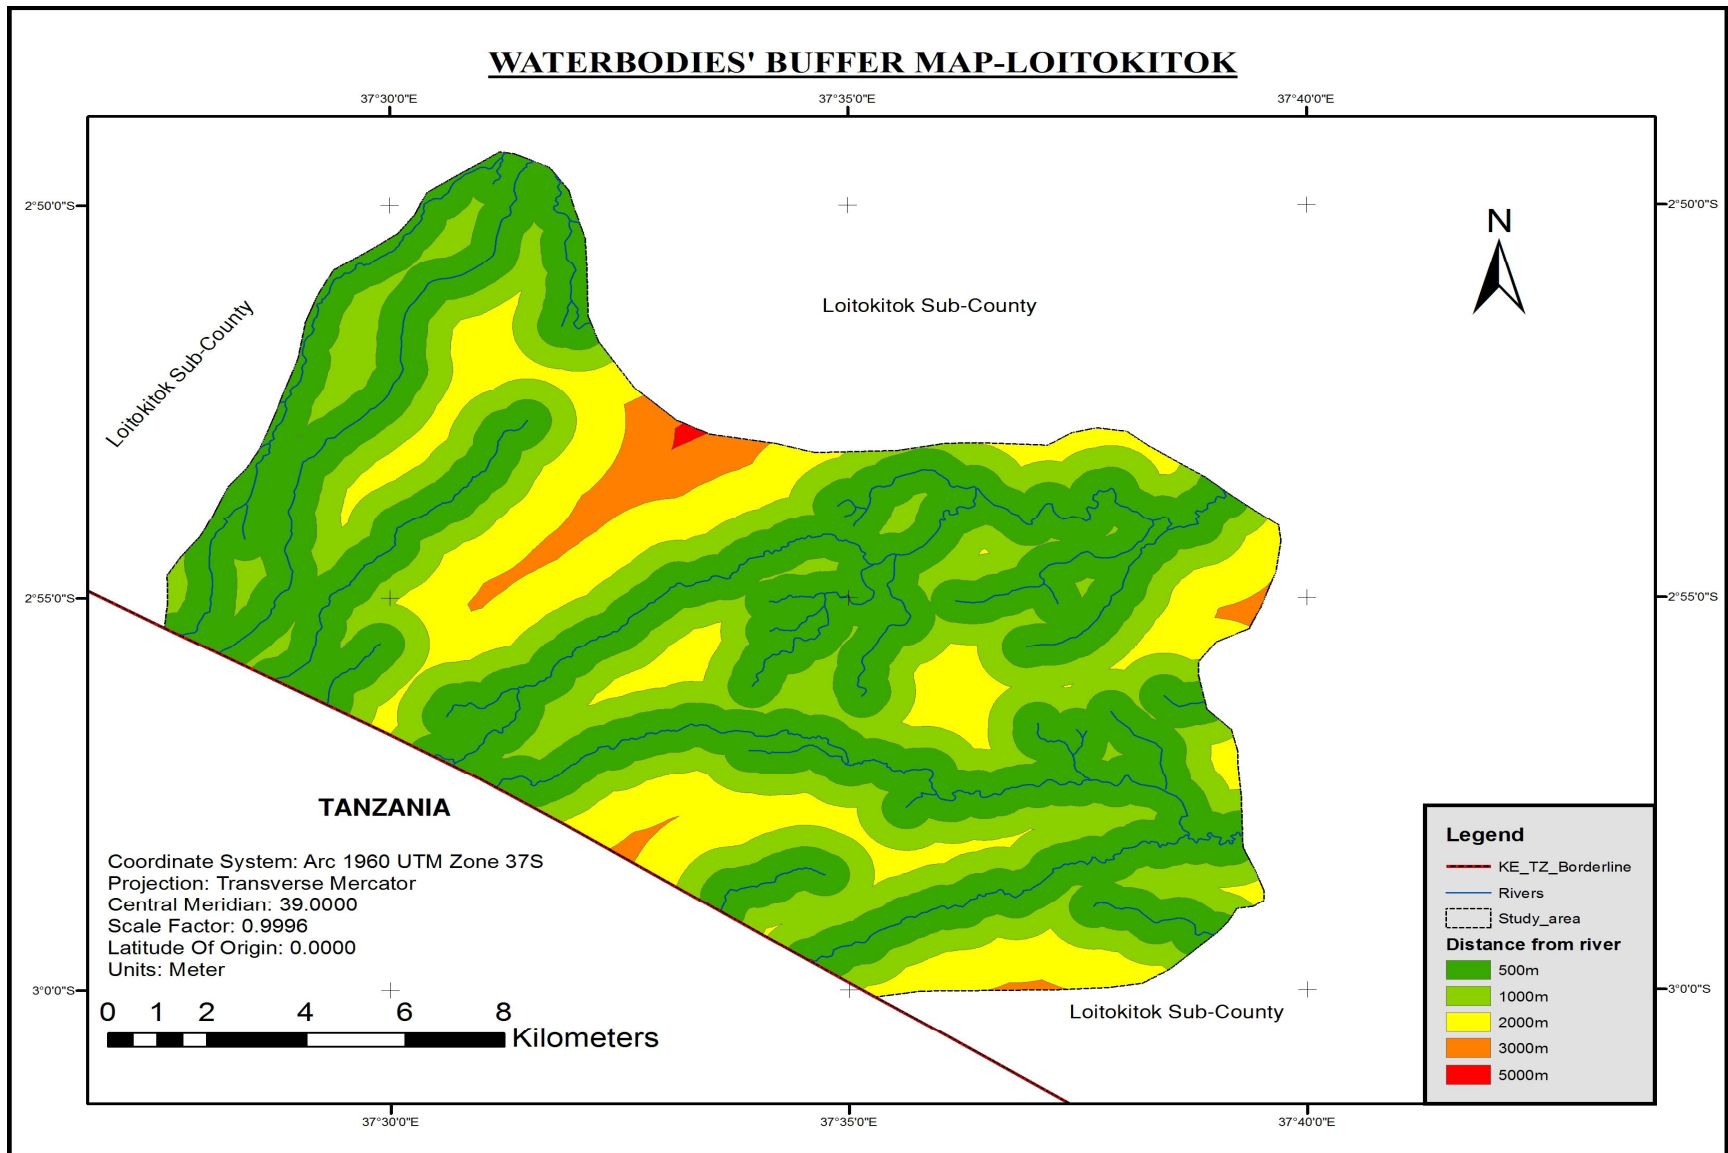 WATERBODIES' BUFFER MAP-LOITOKITOK
37°30'0"E
37°35'0"E
37°40'0"E
2°50'0"S
2°50'0"S
N
Loitokitok Sub-County
Loitokitok Sub-County
2°55'0"S
2°55'0"S
TANZANIA
Coordinate System: Arc 1960 UTM Zone 37S
Projection: Transverse Mercator
Central Meridian: 39.0000
Scale Factor: 0.9996
Latitude Of Origin: 0.0000
Units: Meter
Legend
KE_TZ_Borderline
Rivers
Study_area
Distance from river
500m
1000m
2000m
3000m
5000m
3°0'0"S
3°0'0"S
0 1 2 4 6 8
Kilometers
Loitokitok Sub-County
37°30'0"E
37°35'0"E
37°40'0"E